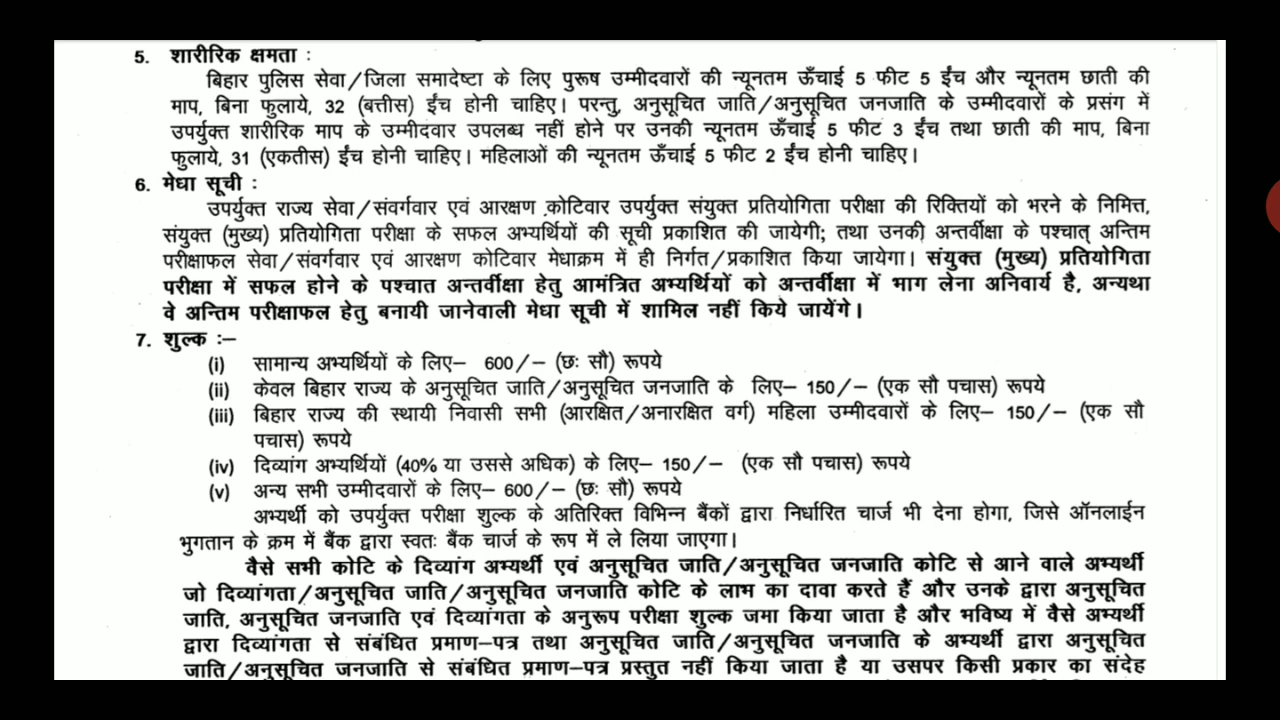 5. शारीरिक क्षमता :
बिहार पुलिस सेवा/जिला समादेष्टा के लिए पुरूष उम्मीदवारों की न्यूनतम ऊँचाई 5 फीट 5 इंच और न्यूनतम छाती की
माप, बिना फुलाये, 32 (बत्तीस) ईंच होनी चाहिए। परन्तु, अनुसूचित जाति/अनुसूचित जनजाति के उम्मीदवारों के प्रसंग में
उपर्युक्त शारीरिक माप के उम्मीदवार उपलब्ध नहीं होने पर उनकी न्यूनतम ऊँचाई 5 फीट 3 इंच तथा छाती की माप, बिना
फुलाये, 31 (एकतीस) ईंच होनी चाहिए। महिलाओं की न्यूनतम ऊँचाई 5 फीट 2 ईंच होनी चाहिए।
6. मेधा सूची :
उपर्युक्त राज्य सेवा/संवर्गवार एवं आरक्षण कोटिवार उपर्युक्त संयुक्त प्रतियोगिता परीक्षा की रिक्तियों को भरने के निमित्त,
संयुक्त (मुख्य) प्रतियोगिता परीक्षा के सफल अभ्यर्थियों की सूची प्रकाशित की जायेगी; तथा उनकी अन्तर्वीक्षा के पश्चात् अन्तिम
परीक्षाफल सेवा/संवर्गवार एवं आरक्षण कोटिवार मेधाक्रम में ही निर्गत/प्रकाशित किया जायेगा। संयुक्त (मुख्य) प्रतियोगिता
परीक्षा में सफल होने के पश्चात अन्तर्वीक्षा हेतु आमंत्रित अभ्यर्थियों को अन्तर्वीक्षा में भाग लेना अनिवार्य है, अन्यथा
वे अन्तिम परीक्षाफल हेतु बनायी जानेवाली मेधा सूची में शामिल नहीं किये जायेंगे।
7. शुल्क :–
(i) सामान्य अभ्यर्थियों के लिए– 600/– (छः सौ) रूपये
(ii) केवल बिहार राज्य के अनुसूचित जाति/अनुसूचित जनजाति के लिए– 150/– (एक सौ पचास) रूपये
(iii) बिहार राज्य की स्थायी निवासी सभी (आरक्षित/अनारक्षित वर्ग) महिला उम्मीदवारों के लिए– 150/– (एक सौ
पचास) रूपये
(iv) दिव्यांग अभ्यर्थियों (40% या उससे अधिक) के लिए– 150/– (एक सौ पचास) रूपये
(v) अन्य सभी उम्मीदवारों के लिए– 600/– (छः सौ) रूपये
अभ्यर्थी को उपर्युक्त परीक्षा शुल्क के अतिरिक्त विभिन्न बैंकों द्वारा निर्धारित चार्ज भी देना होगा, जिसे ऑनलाईन
भुगतान के क्रम में बैंक द्वारा स्वतः बैंक चार्ज के रूप में ले लिया जाएगा।
वैसे सभी कोटि के दिव्यांग अभ्यर्थी एवं अनुसूचित जाति/अनुसूचित जनजाति कोटि से आने वाले अभ्यर्थी
जो दिव्यांगता/अनुसूचित जाति/अनुसूचित जनजाति कोटि के लाभ का दावा करते हैं और उनके द्वारा अनुसूचित
जाति, अनुसूचित जनजाति एवं दिव्यांगता के अनुरूप परीक्षा शुल्क जमा किया जाता है और भविष्य में वैसे अभ्यर्थी
द्वारा दिव्यांगता से संबंधित प्रमाण–पत्र तथा अनुसूचित जाति/अनुसूचित जनजाति के अभ्यर्थी द्वारा अनुसूचित
जाति/अनुसूचित जनजाति से संबंधित प्रमाण–पत्र प्रस्तुत नहीं किया जाता है या उसपर किसी प्रकार का संदेह